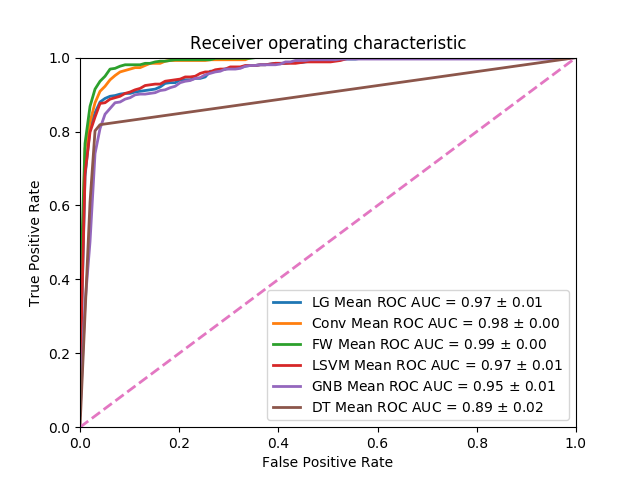 Receiver operating characteristic
True Positive Rate
1.0
0.8
0.6
0.4
0.2
0.0
LG Mean ROC AUC = 0.97 ± 0.01
Conv Mean ROC AUC = 0.98 ± 0.00
FW Mean ROC AUC = 0.99 ± 0.00
LSVM Mean ROC AUC = 0.97 ± 0.01
GNB Mean ROC AUC = 0.95 ± 0.01
DT Mean ROC AUC = 0.89 ± 0.02
0.0 0.2 0.4 0.6 0.8 1.0
False Positive Rate